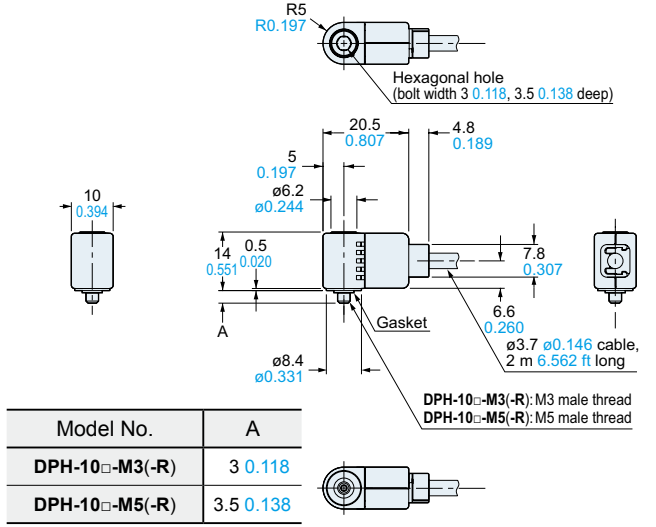 R5
R0.197
Hexagonal hole
(bolt width 3 0.118, 3.5 0.138 deep)
20.5
0.807
4.8
0.189
5
0.197
ø6.2
ø0.244
10
0.394
14
0.551
0.5
0.020
7.8
0.307
A
Gasket
6.6
0.260
ø3.7 ø0.146 cable,
2 m 6.562 ft long
ø8.4
ø0.331
DPH-10□-M3(-R): M3 male thread
DPH-10□-M5(-R): M5 male thread
Model No. A
DPH-10□-M3(-R) 3 0.118
DPH-10□-M5(-R) 3.5 0.138